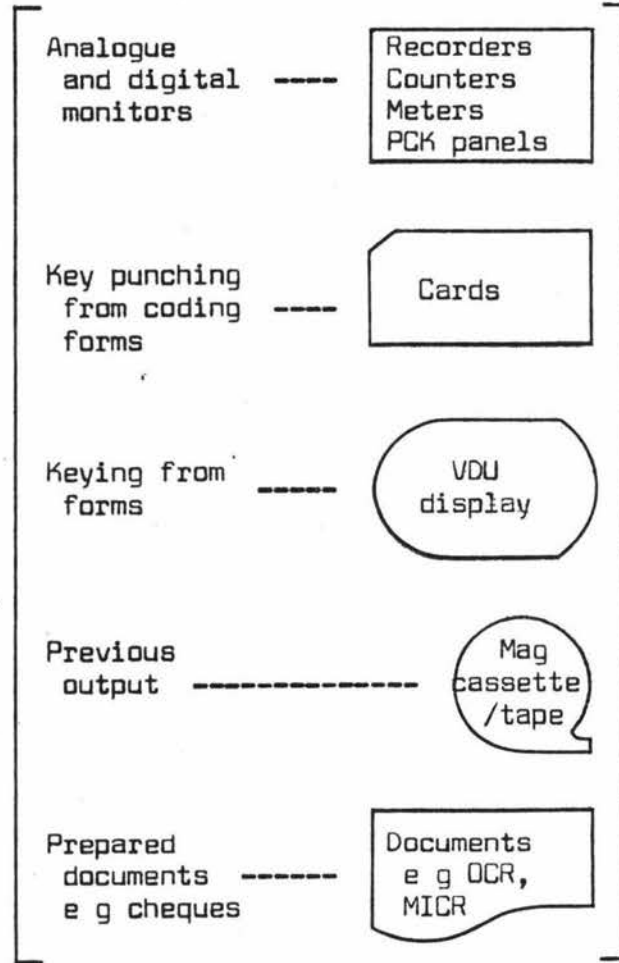 Analogue
and digital
monitors
Recorders
Counters
Meters
PCK panels
Key punching
from coding
forms
Cards
Keying from
forms
VDU
display
Previous
output
Mag
cassette
/tape
Prepared
documents
e g cheques
Documents
e g OCR,
MICR